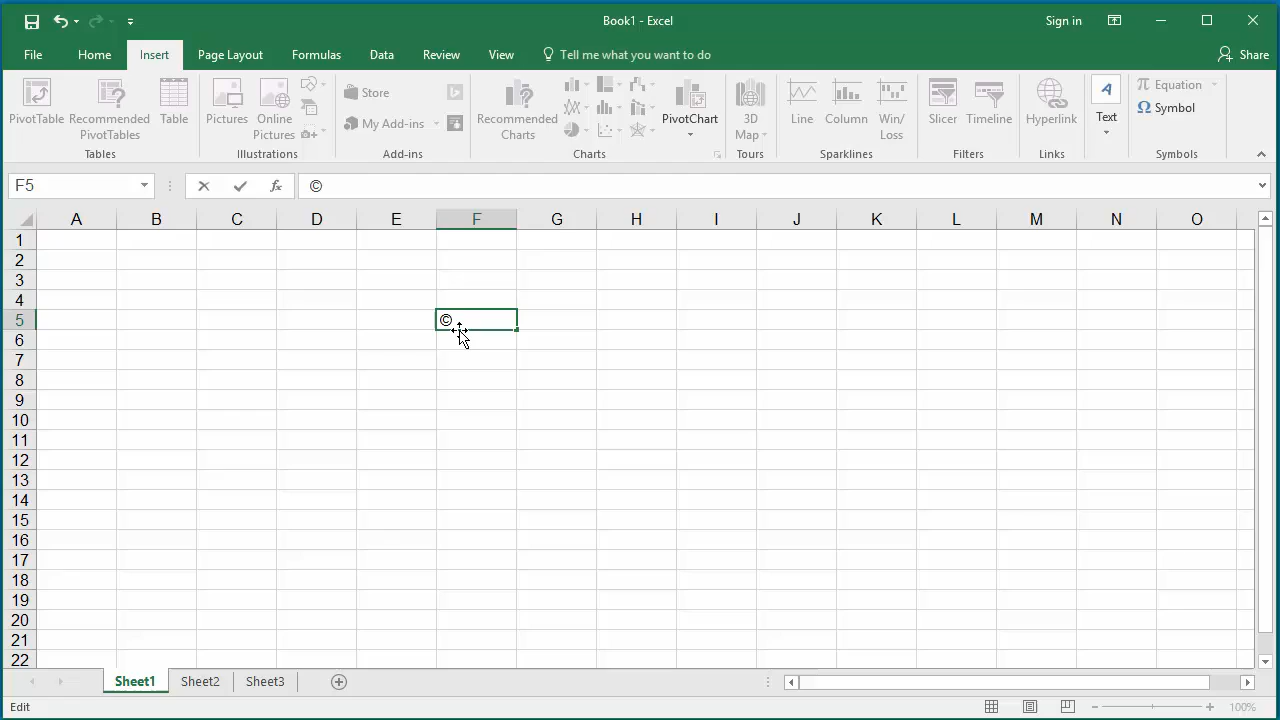 Book1 - Excel
Sign in
File Home Insert Page Layout Formulas Data Review View Tell me what you want to do Share
PivotTable
Recommended PivotTables
Table
Tables
Pictures
Online Pictures
Illustrations
Store
My Add-ins
Add-ins
Recommended Charts
PivotChart
Charts
3D Map
Tours
Line
Column
Win/Loss
Sparklines
Slicer
Timeline
Filters
Hyperlink
Links
A
Text
π Equation
Ω Symbol
Symbols
F5 fx ©
A B C D E F G H I J K L M N O
1
2
3
4
5 ©
6
7
8
9
10
11
12
13
14
15
16
17
18
19
20
21
22
Sheet1 Sheet2 Sheet3
Edit 100%